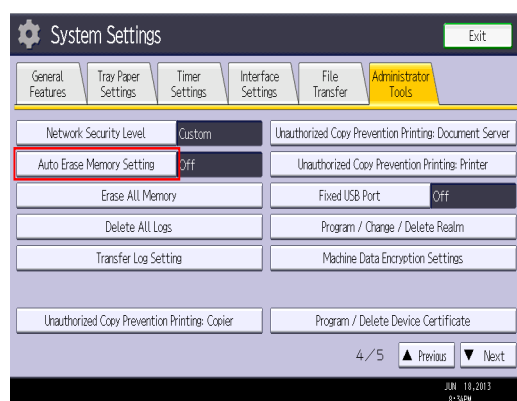 System Settings
Exit
General Features
Tray Paper Settings
Timer Settings
Interface Settings
File Transfer
Administrator Tools
Network Security Level
Custom
Unauthorized Copy Prevention Printing: Document Server
Auto Erase Memory Setting
Off
Unauthorized Copy Prevention Printing: Printer
Erase All Memory
Fixed USB Port
Off
Delete All Logs
Program / Change / Delete Realm
Transfer Log Setting
Machine Data Encryption Settings
Unauthorized Copy Prevention Printing: Copier
Program / Delete Device Certificate
4/5
▲ Previous
▼ Next
JUN 18,2013